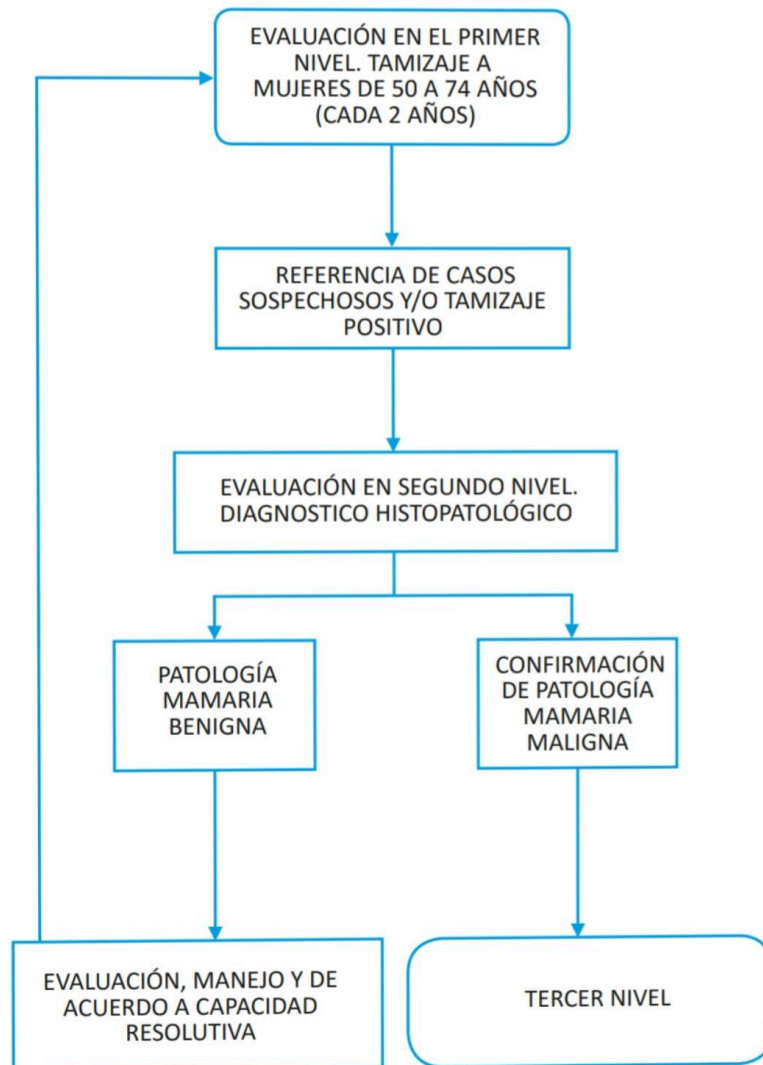 EVALUACIÓN EN EL PRIMER
NIVEL. TAMIZAJE A
MUJERES DE 50 A 74 AÑOS
(CADA 2 AÑOS)
REFERENCIA DE CASOS
SOSPECHOSOS Y/O TAMIZAJE
POSITIVO
EVALUACIÓN EN SEGUNDO NIVEL.
DIAGNOSTICO HISTOPATOLÓGICO
PATOLOGÍA
MAMARIA
BENIGNA
CONFIRMACIÓN
DE PATOLOGÍA
MAMARIA
MALIGNA
EVALUACIÓN, MANEJO Y DE
ACUERDO A CAPACIDAD
RESOLUTIVA
TERCER NIVEL